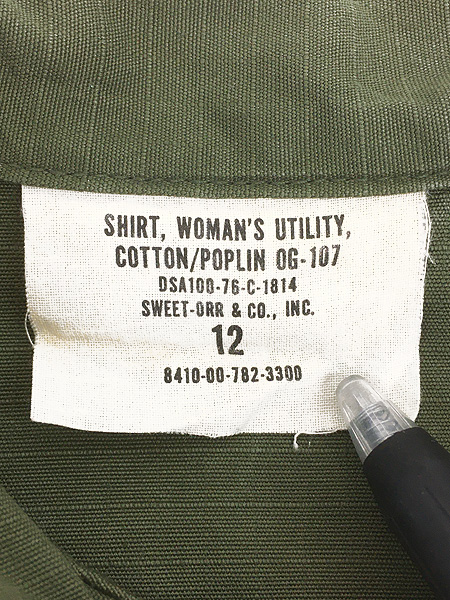 SHIRT, WOMAN'S UTILITY,
COTTON/POPLIN OG-107
DSA100-76-C-1814
SWEET-ORR & CO., INC.
12
8410-00-782-3300